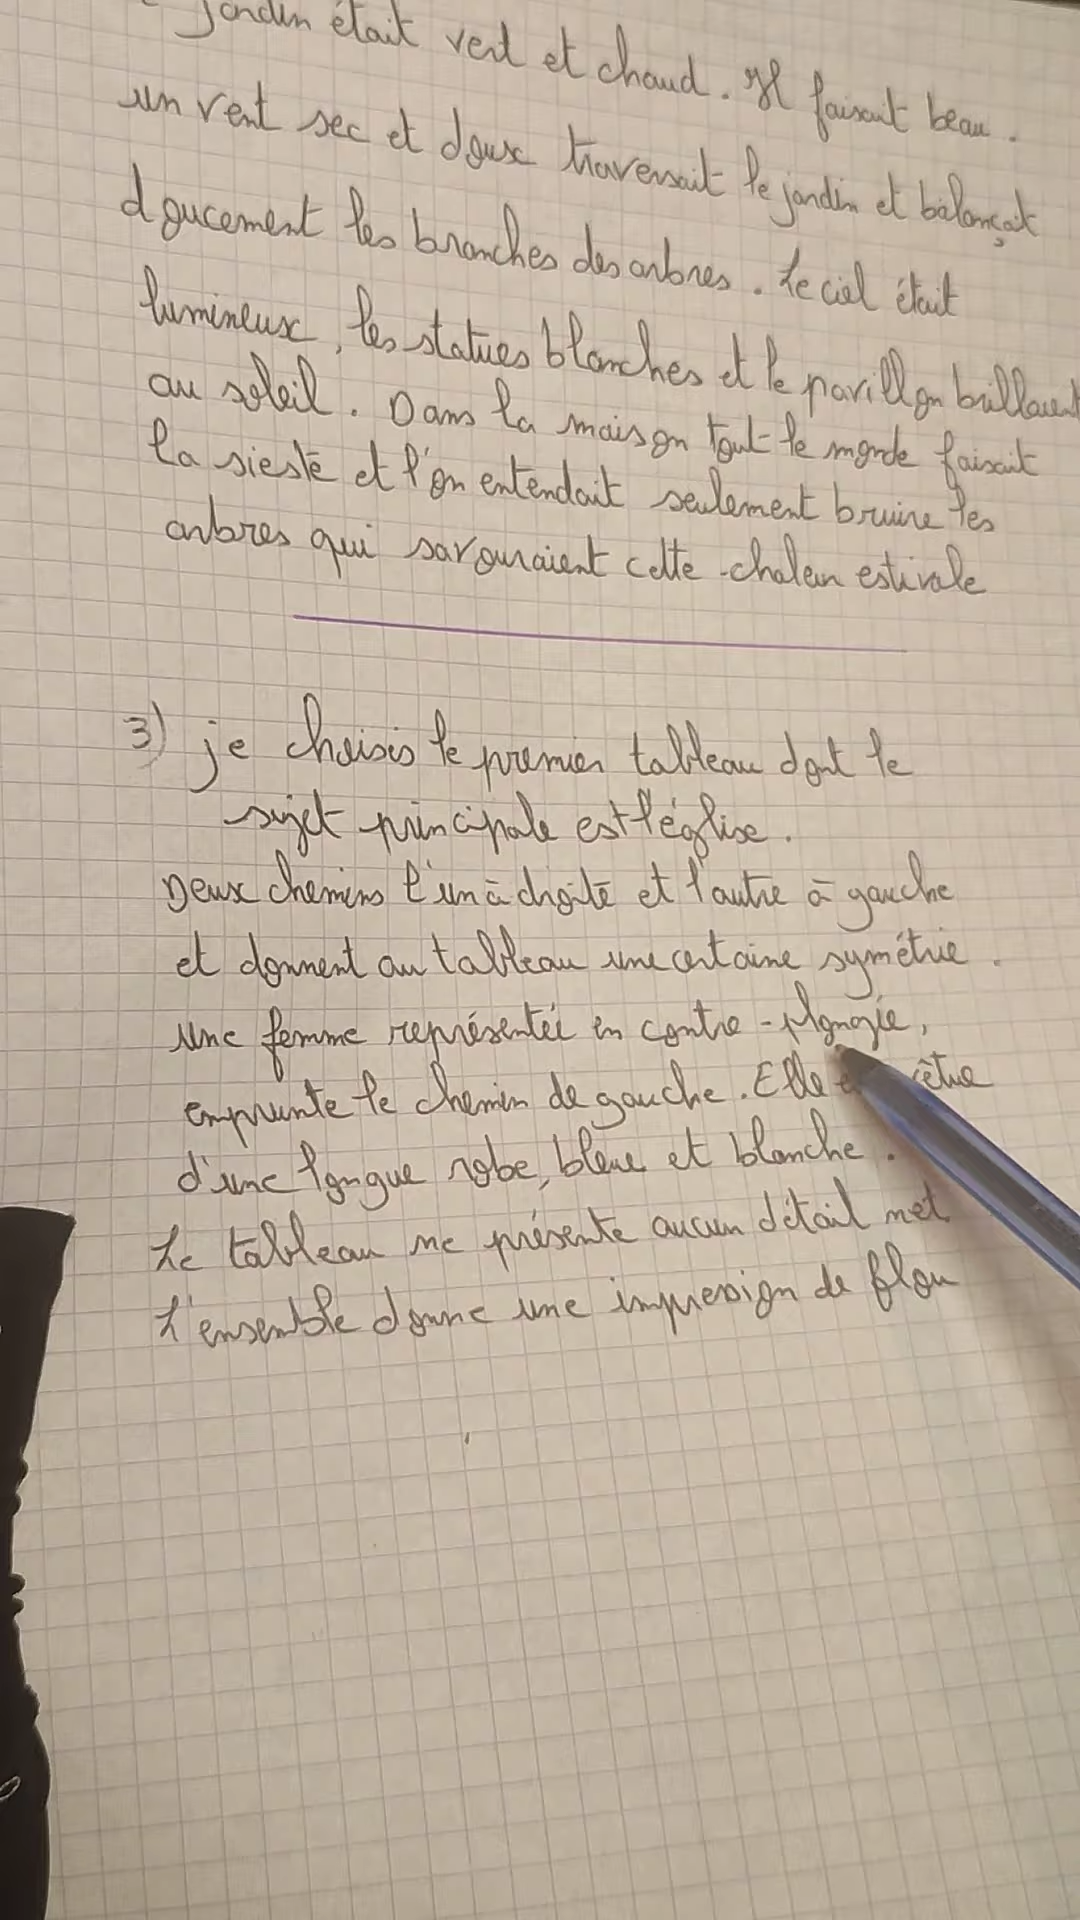 jardin était vert et chaud. Il faisait beau.
un vent sec et doux traversait le jardin et balançait
doucement les branches des arbres. Le ciel était
lumineux, les statues blanches et le pavillon brillaient
au soleil. Dans la maison tout le monde faisait
la sieste et l'on entendait seulement bruire les
arbres qui savouraient cette chaleur estivale
3) je choisis le premier tableau dont le
sujet principale est l'église.
Deux chemins l'un à droite et l'autre à gauche
et donnent au tableau une certaine symétrie.
une femme représentée en contre-plongée,
emprunte le chemin de gauche. Elle
d'une longue robe, bleue et blanche.
Le tableau ne présente aucun détail net.
L'ensemble donne une impression de flou